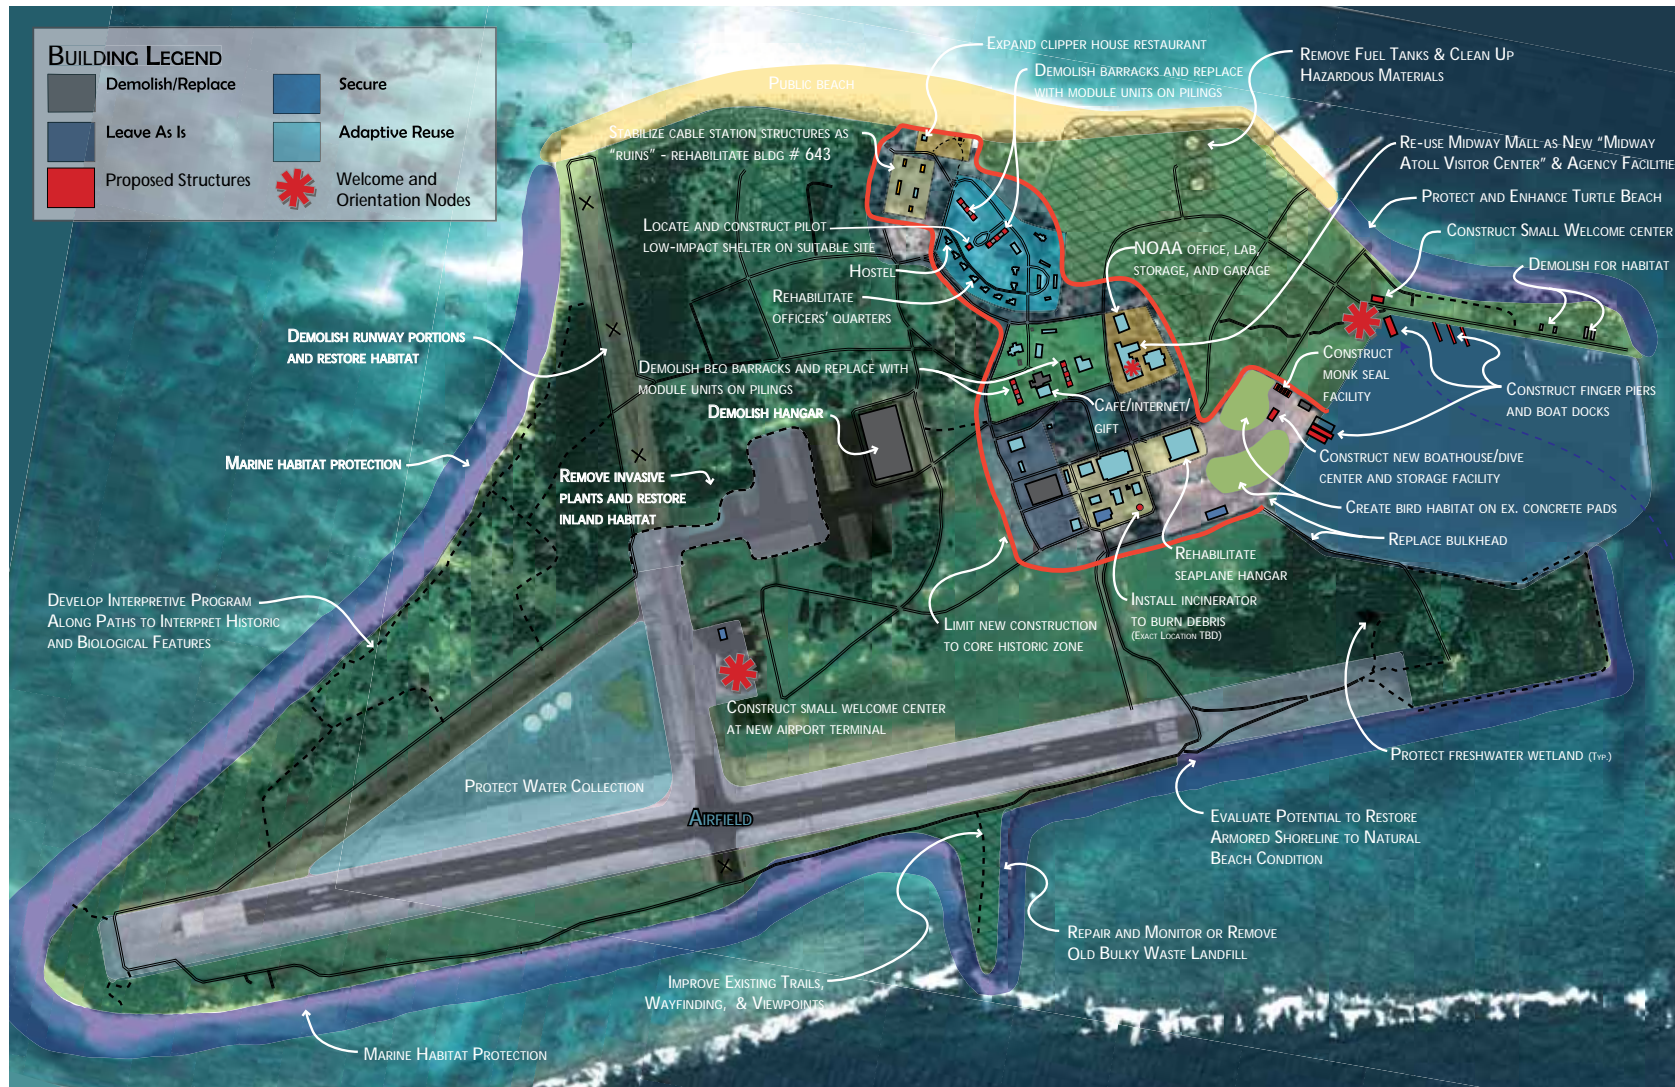 Building Legend
Demolish/Replace
Secure
Leave As Is
Adaptive Reuse
Proposed Structures
Welcome and
Orientation Nodes
Public beach
Expand clipper house restaurant
Demolish barracks and replace
with module units on pilings
Remove Fuel Tanks & Clean Up
Hazardous Materials
Stabilize cable station structures as
"ruins" - rehabilitate bldg # 643
Re-use Midway Mall as New "Midway
Atoll Visitor Center" & Agency Facilitie
Protect and Enhance Turtle Beach
Construct Small Welcome center
Demolish for habitat
Locate and construct pilot
low-impact shelter on suitable site
Hostel
Rehabilitate
officers' quarters
NOAA office, lab,
storage, and garage
Demolish runway portions
and restore habitat
Demolish BEQ barracks and replace with
module units on pilings
Demolish hangar
Café/Internet/
gift
Construct
monk seal
facility
Construct finger piers
and boat docks
Marine habitat protection
Remove invasive
plants and restore
inland habitat
Construct new boathouse/dive
center and storage facility
Create bird habitat on ex. concrete pads
Replace bulkhead
Rehabilitate
seaplane hangar
Install incinerator
to burn debris
(Exact Location TBD)
Limit new construction
to core historic zone
Develop Interpretive Program
Along Paths to Interpret Historic
and Biological Features
Construct small welcome center
at new airport terminal
Protect Water Collection
Airfield
Protect freshwater wetland (Typ.)
Evaluate Potential to Restore
Armored Shoreline to Natural
Beach Condition
Repair and Monitor or Remove
Old Bulky Waste Landfill
Improve Existing Trails,
Wayfinding, & Viewpoints
Marine Habitat Protection